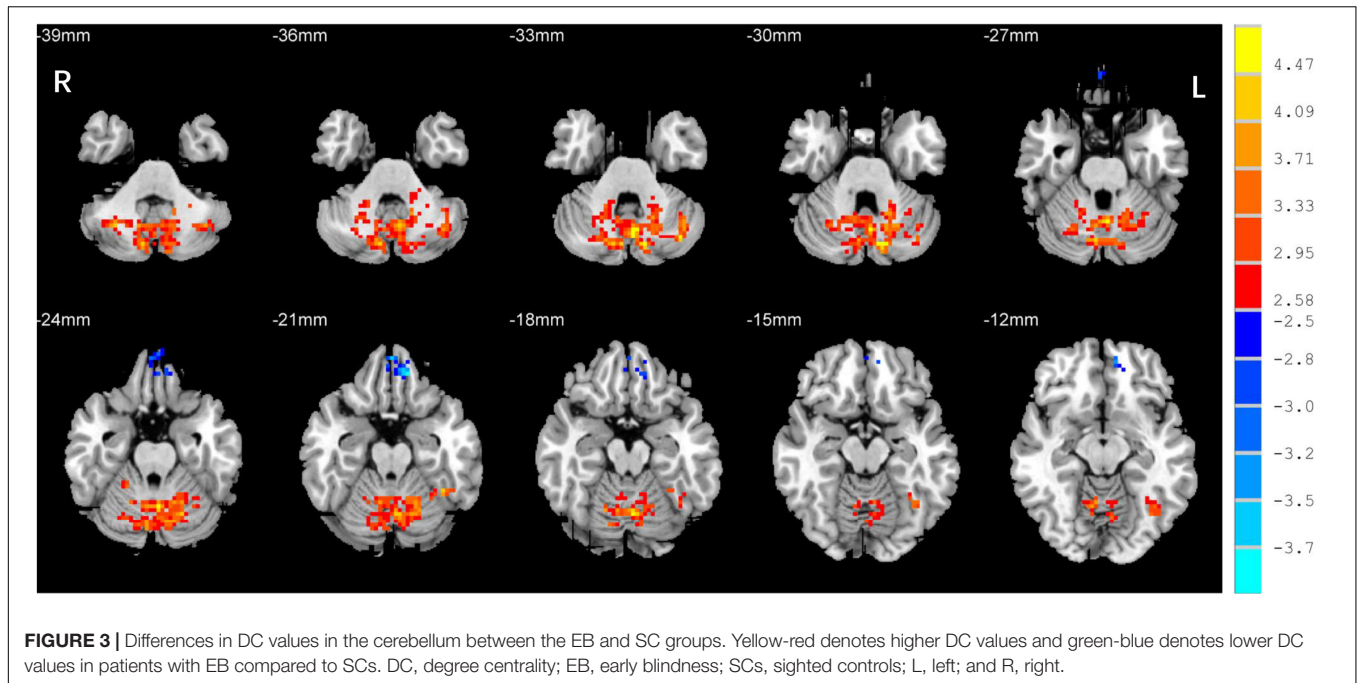 -39mm -36mm -33mm -30mm -27mm
R L
4.47
4.09
3.71
3.33
2.95
2.58
-24mm -21mm -18mm -15mm -12mm
-2.5
-2.8
-3.0
-3.2
-3.5
-3.7
FIGURE 3 | Differences in DC values in the cerebellum between the EB and SC groups. Yellow-red denotes higher DC values and green-blue denotes lower DC
values in patients with EB compared to SCs. DC, degree centrality; EB, early blindness; SCs, sighted controls; L, left; and R, right.